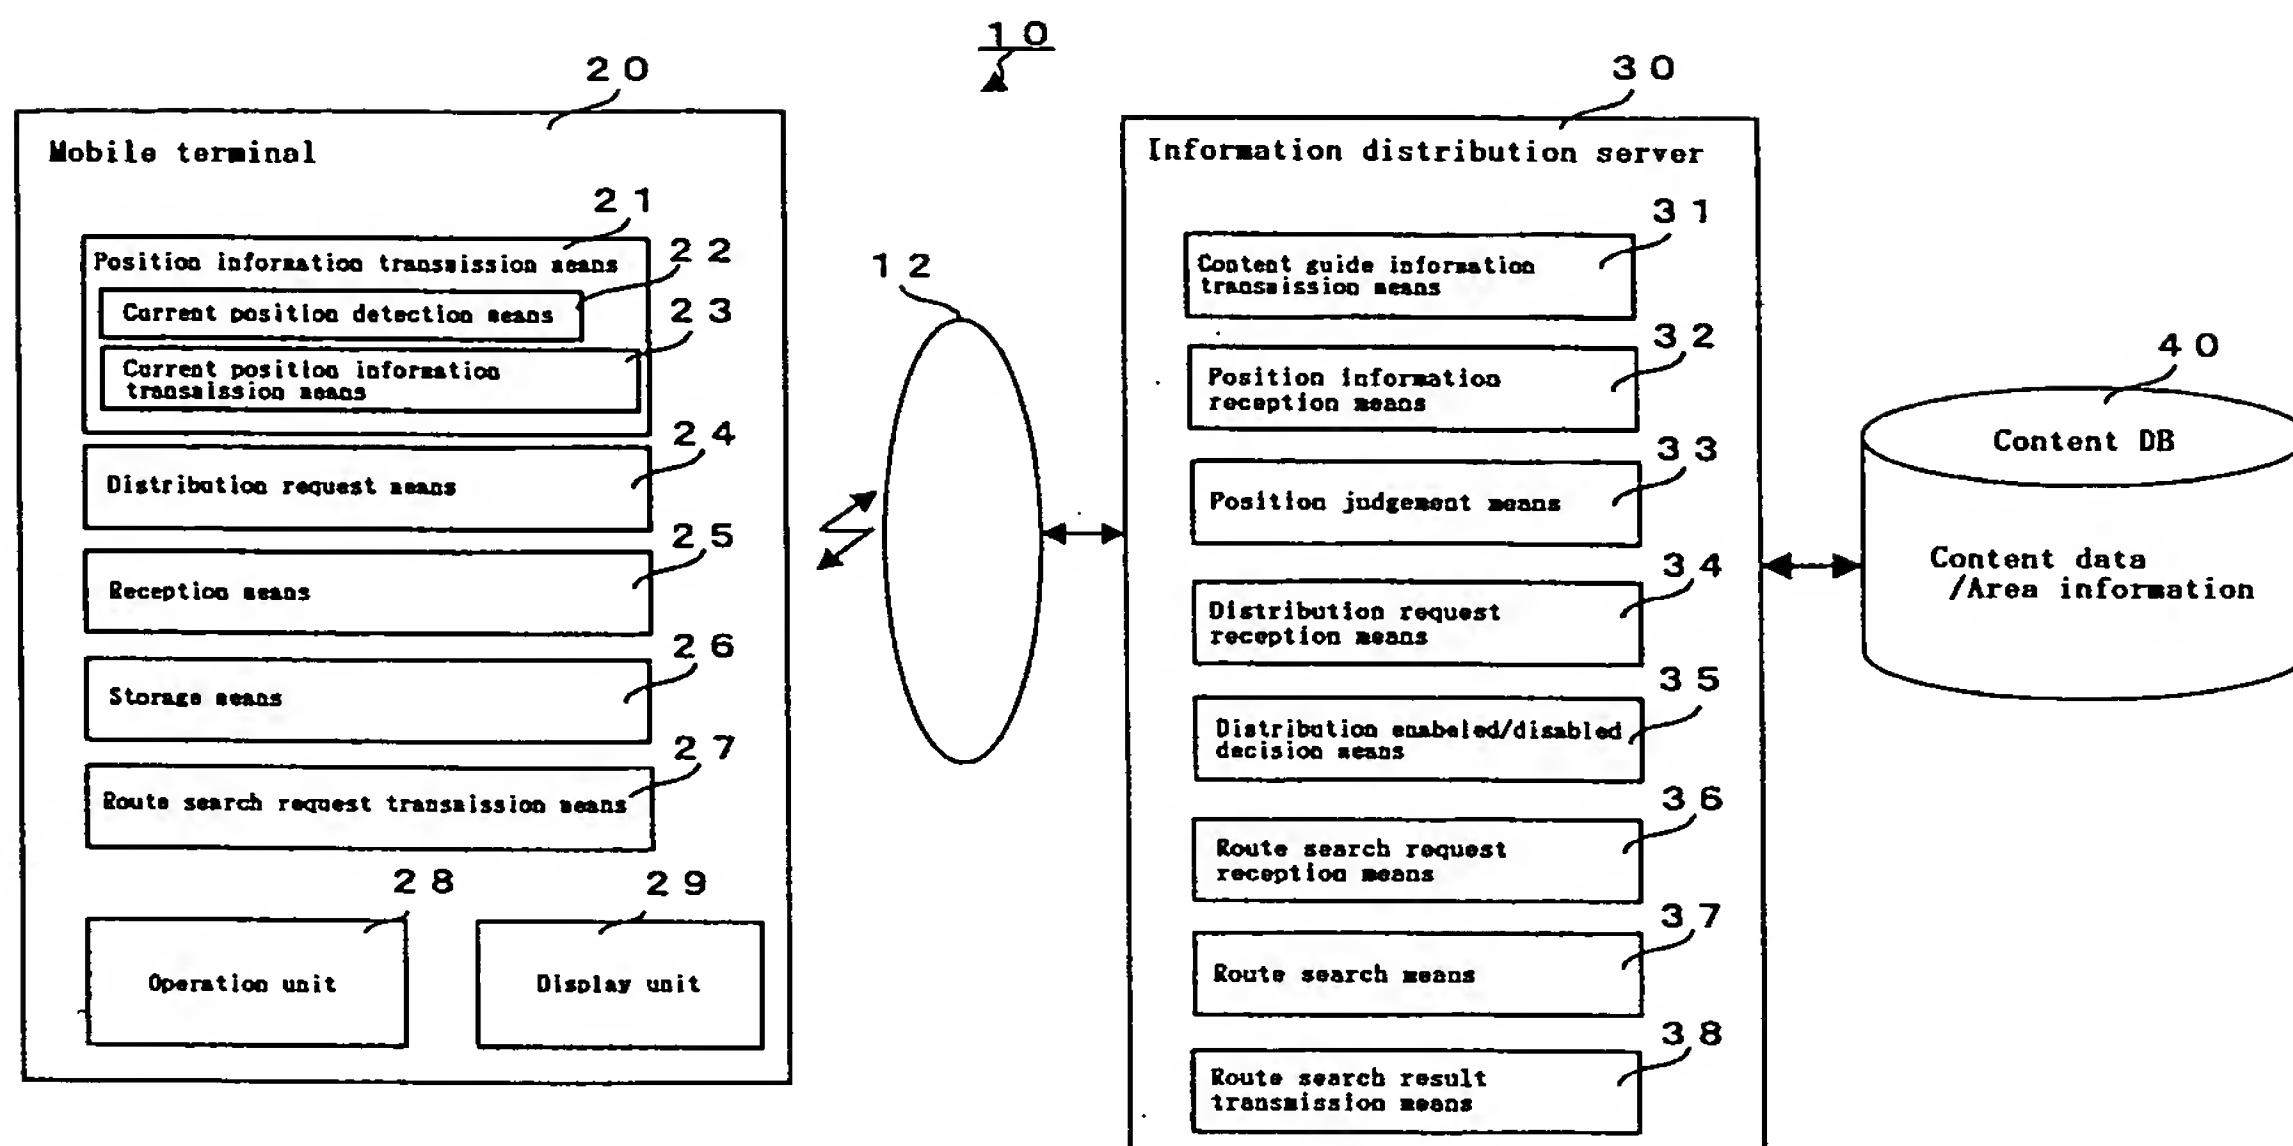 10
20
Mobile terminal
21
Position information transmission means
22
Current position detection means
23
Current position information
transmission means
24
Distribution request means
25
Reception means
26
Storage means
27
Route search request transmission means
28
Operation unit
29
Display unit
12
30
Information distribution server
31
Content guide information
transmission means
32
Position information
reception means
33
Position judgement means
34
Distribution request
reception means
35
Distribution enabeled/disabled
decision means
36
Route search request
reception means
37
Route search means
38
Route search result
transmission means
40
Content DB
Content data
/Area information